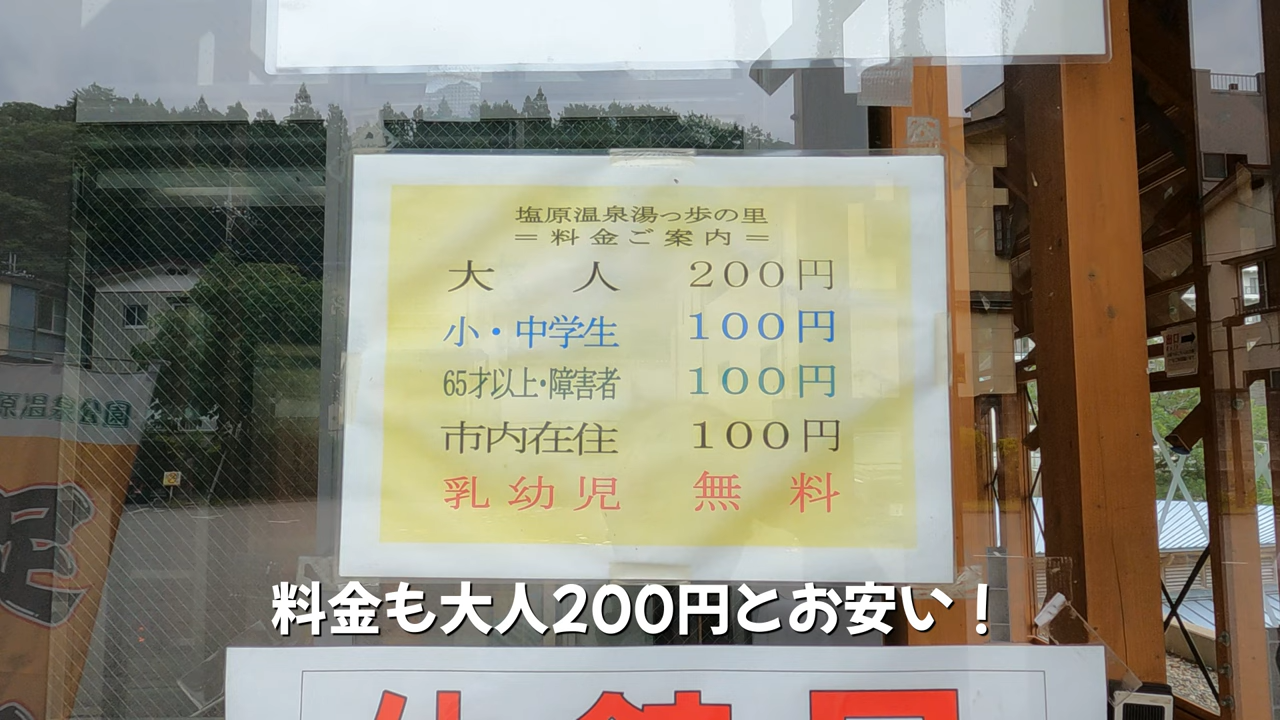 塩原温泉湯っ歩の里
＝料金ご案内＝
大人 200円
小・中学生 100円
65才以上・障害者 100円
市内在住 100円
乳幼児 無料
原温泉公園
料金も大人200円とお安い！